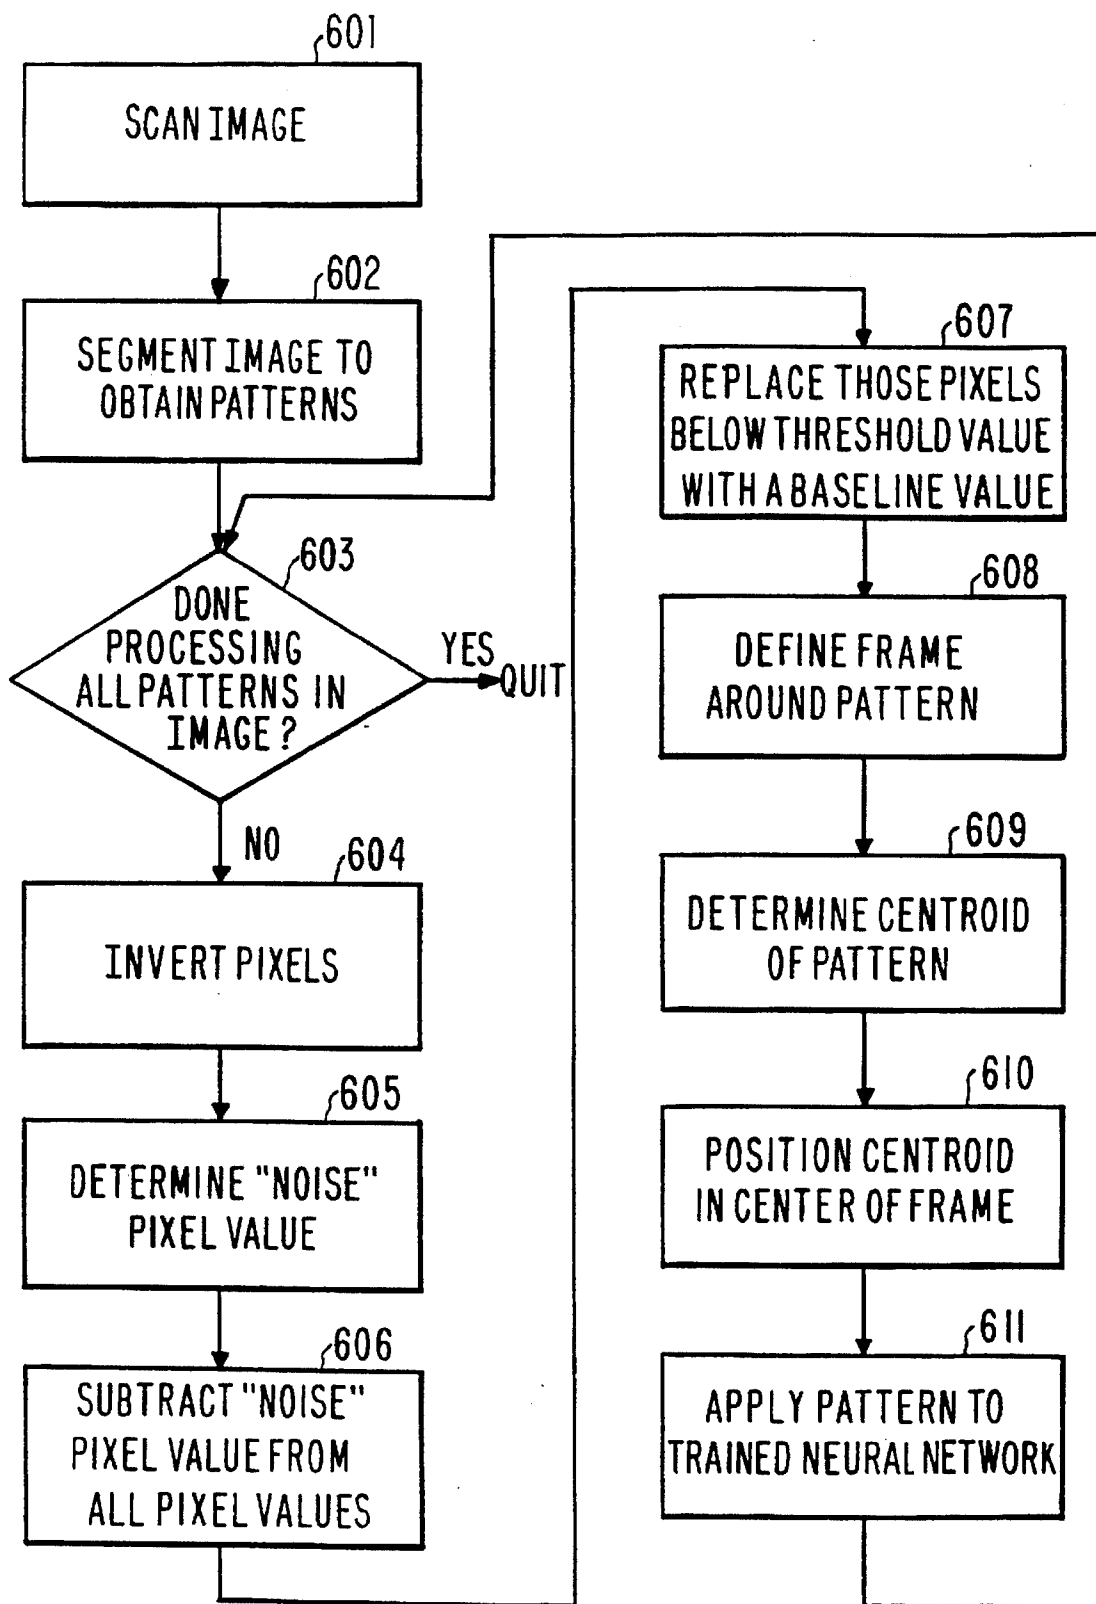 601
SCAN IMAGE
602
SEGMENT IMAGE TO
OBTAIN PATTERNS
603
DONE
PROCESSING
ALL PATTERNS IN
IMAGE?
YES
QUIT
NO
604
INVERT PIXELS
605
DETERMINE "NOISE"
PIXEL VALUE
606
SUBTRACT "NOISE"
PIXEL VALUE FROM
ALL PIXEL VALUES
607
REPLACE THOSE PIXELS
BELOW THRESHOLD VALUE
WITH A BASELINE VALUE
608
DEFINE FRAME
AROUND PATTERN
609
DETERMINE CENTROID
OF PATTERN
610
POSITION CENTROID
IN CENTER OF FRAME
611
APPLY PATTERN TO
TRAINED NEURAL NETWORK